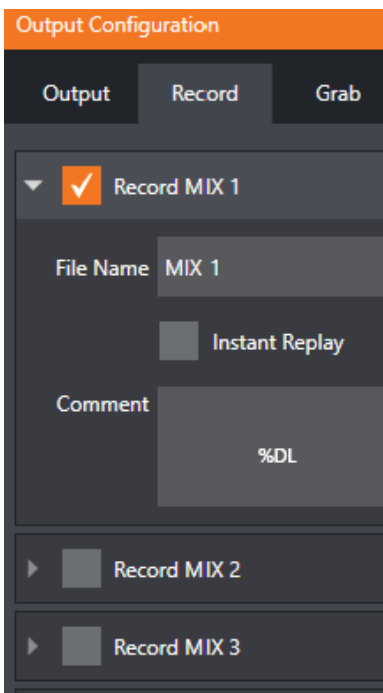 Output Configuration
Output Record Grab
Record MIX 1
File Name MIX 1
Instant Replay
Comment
%DL
Record MIX 2
Record MIX 3